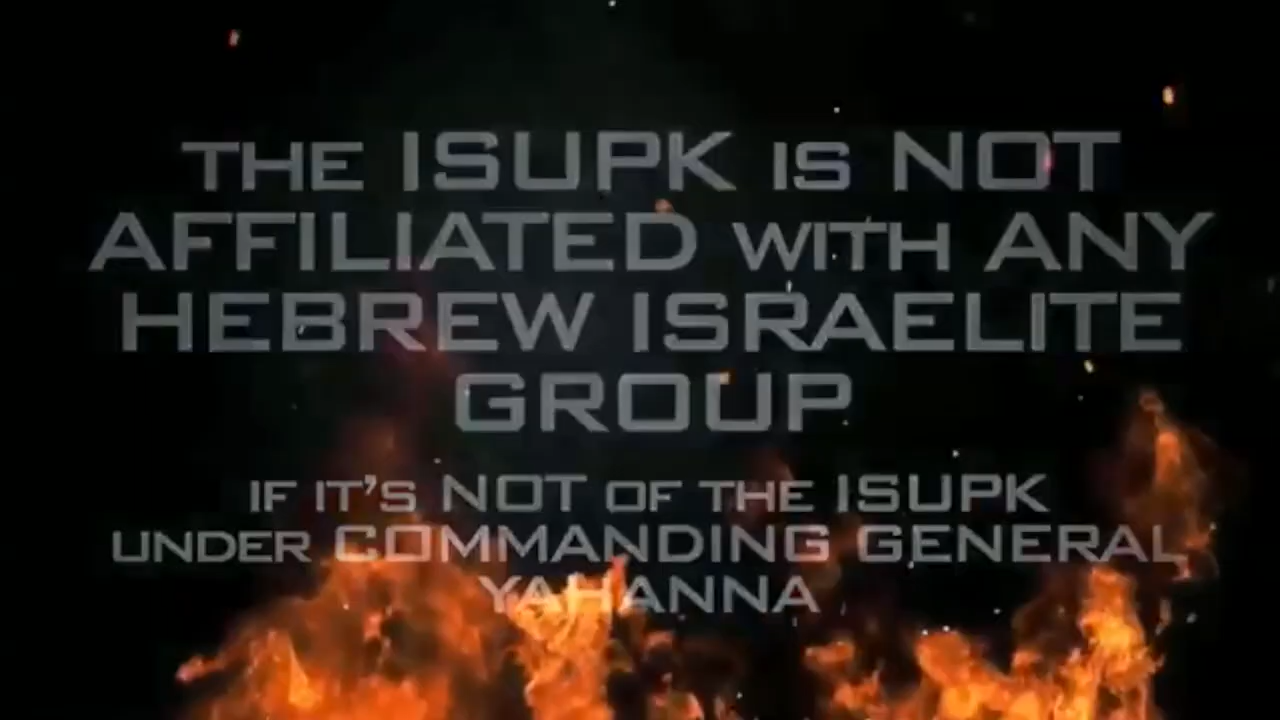 THE ISUPK IS NOT
AFFILIATED WITH ANY
HEBREW ISRAELITE
GROUP
IF IT'S NOT OF THE ISUPK
UNDER COMMANDING GENERAL
YAHANNA